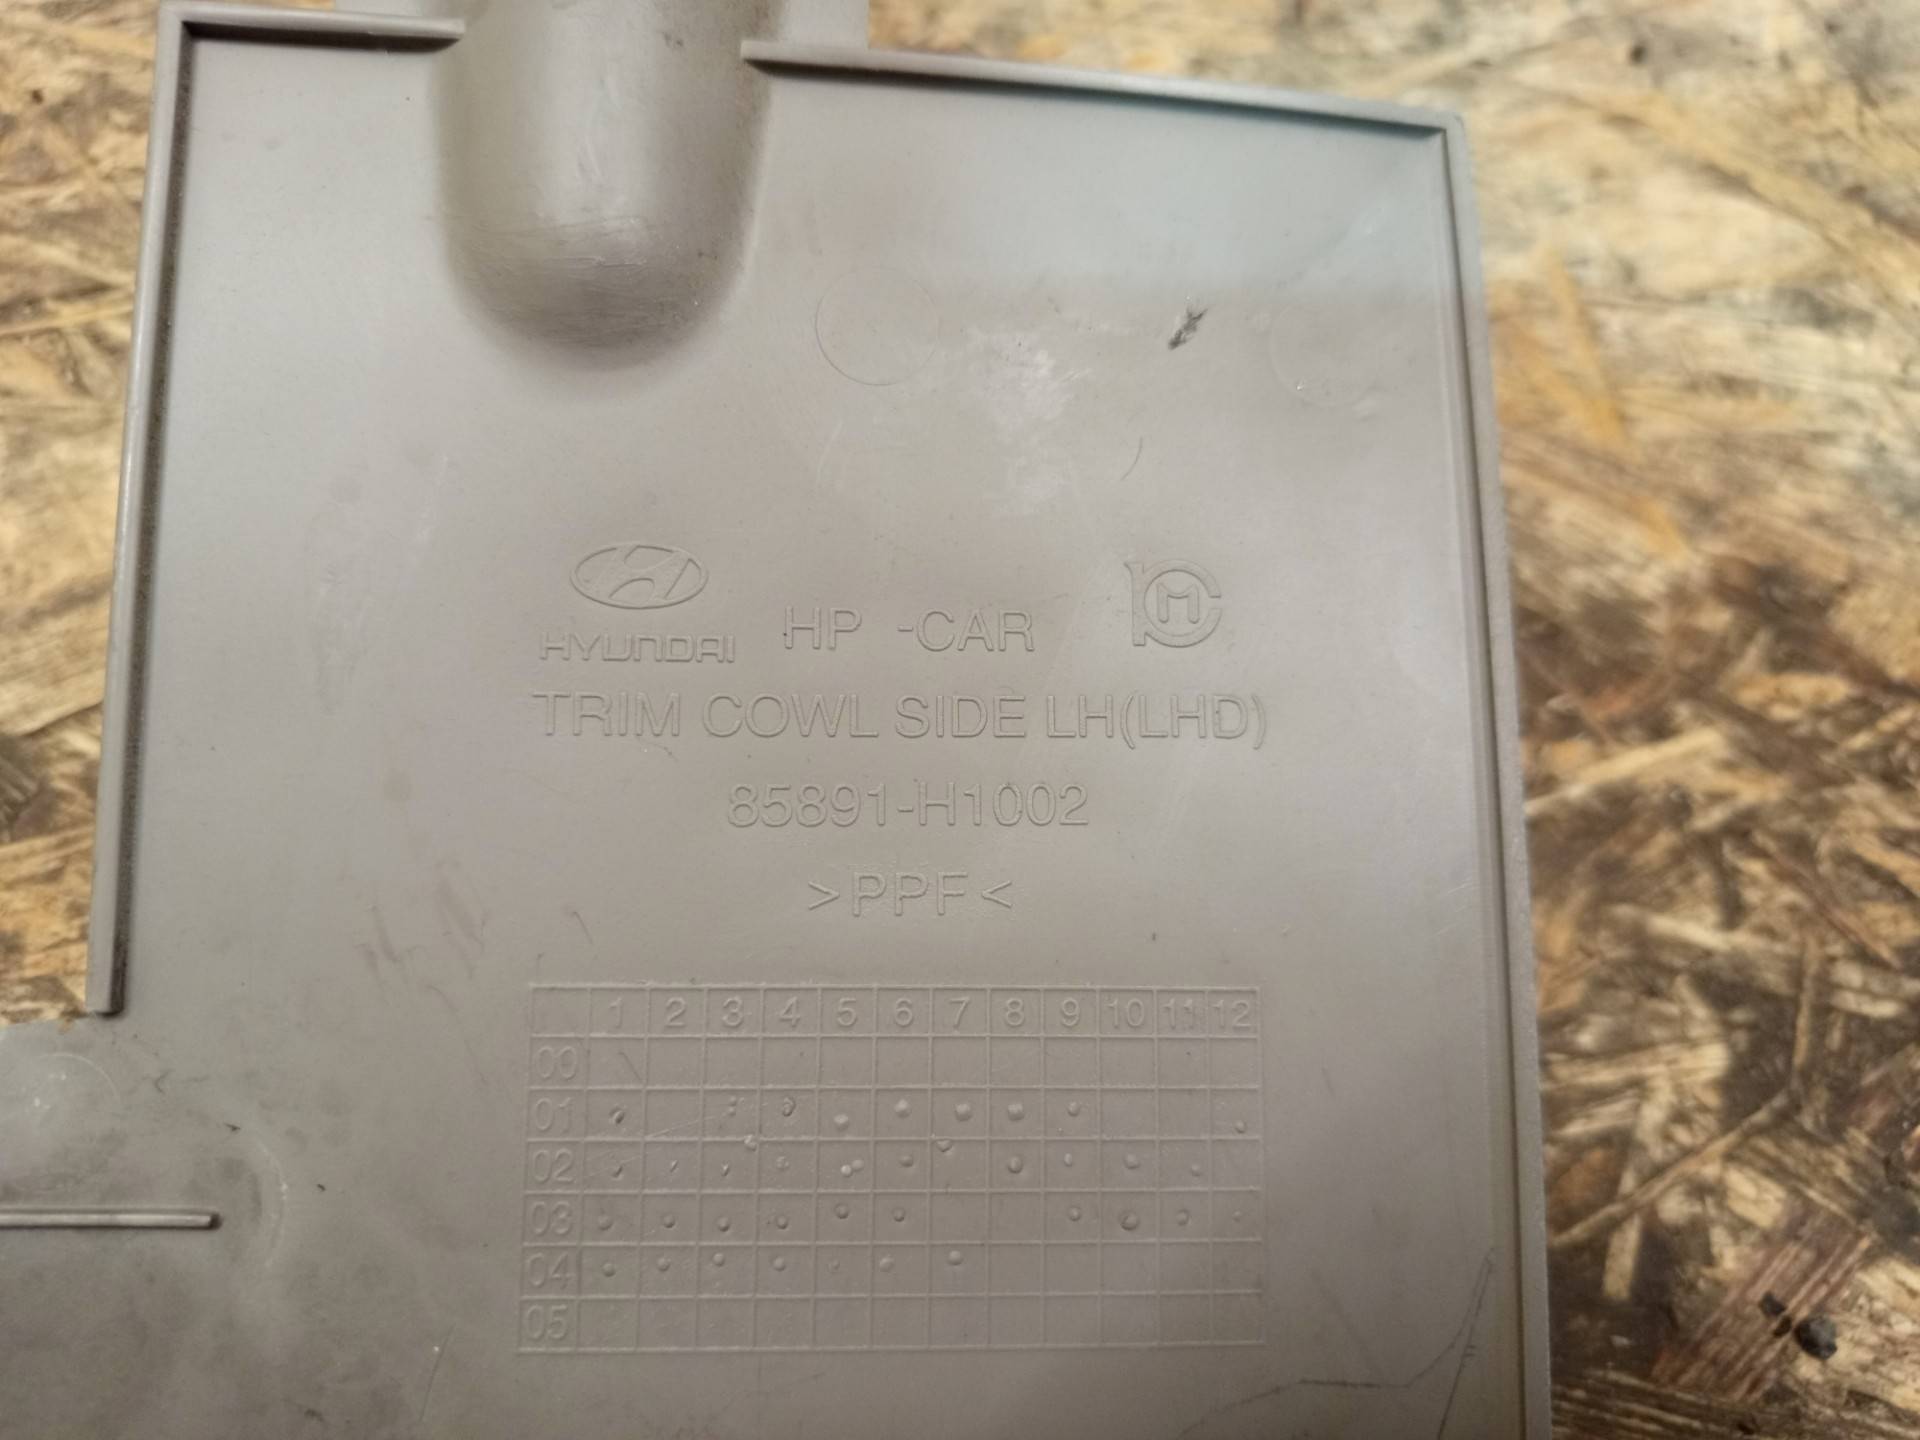 HYUNDAI HP -CAR
TRIM COWL SIDE LH(LHD)
85891-H1002
>PPF<
1 2 3 4 5 6 7 8 9 10 11 12
00
01
02
03
04
05